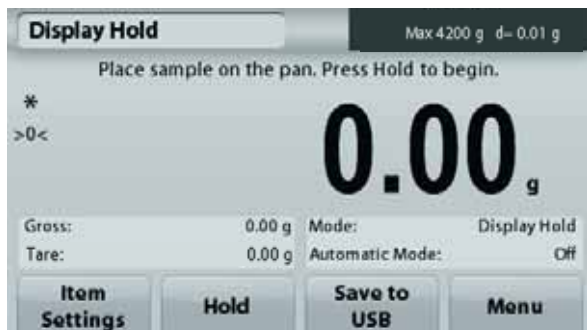 Display Hold
Max 4200 g d= 0.01 g
Place sample on the pan. Press Hold to begin.
*
>0<
0.00 g
Gross: 0.00 g Mode: Display Hold
Tare: 0.00 g Automatic Mode: Off
Item Settings
Hold
Save to USB
Menu